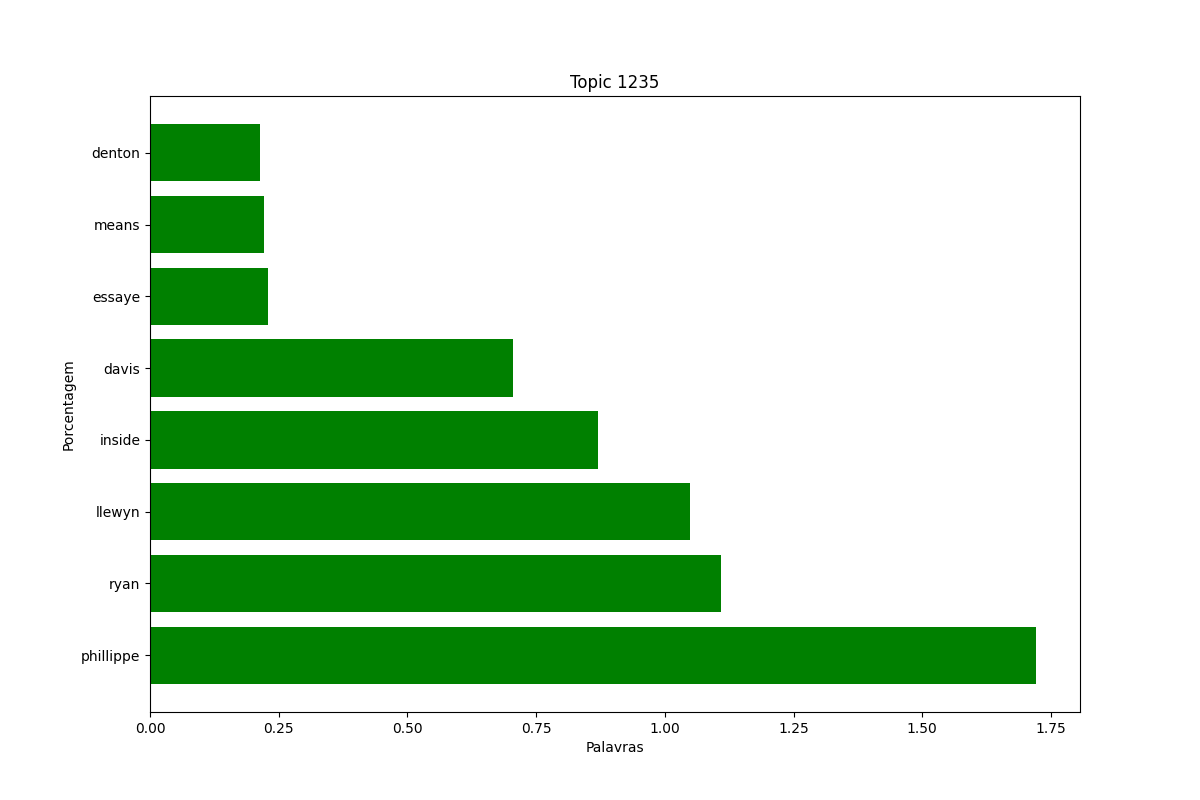 Topic 1235
denton
means
essaye
davis
inside
llewyn
ryan
phillippe
Porcentagem
0.00 0.25 0.50 0.75 1.00 1.25 1.50 1.75
Palavras